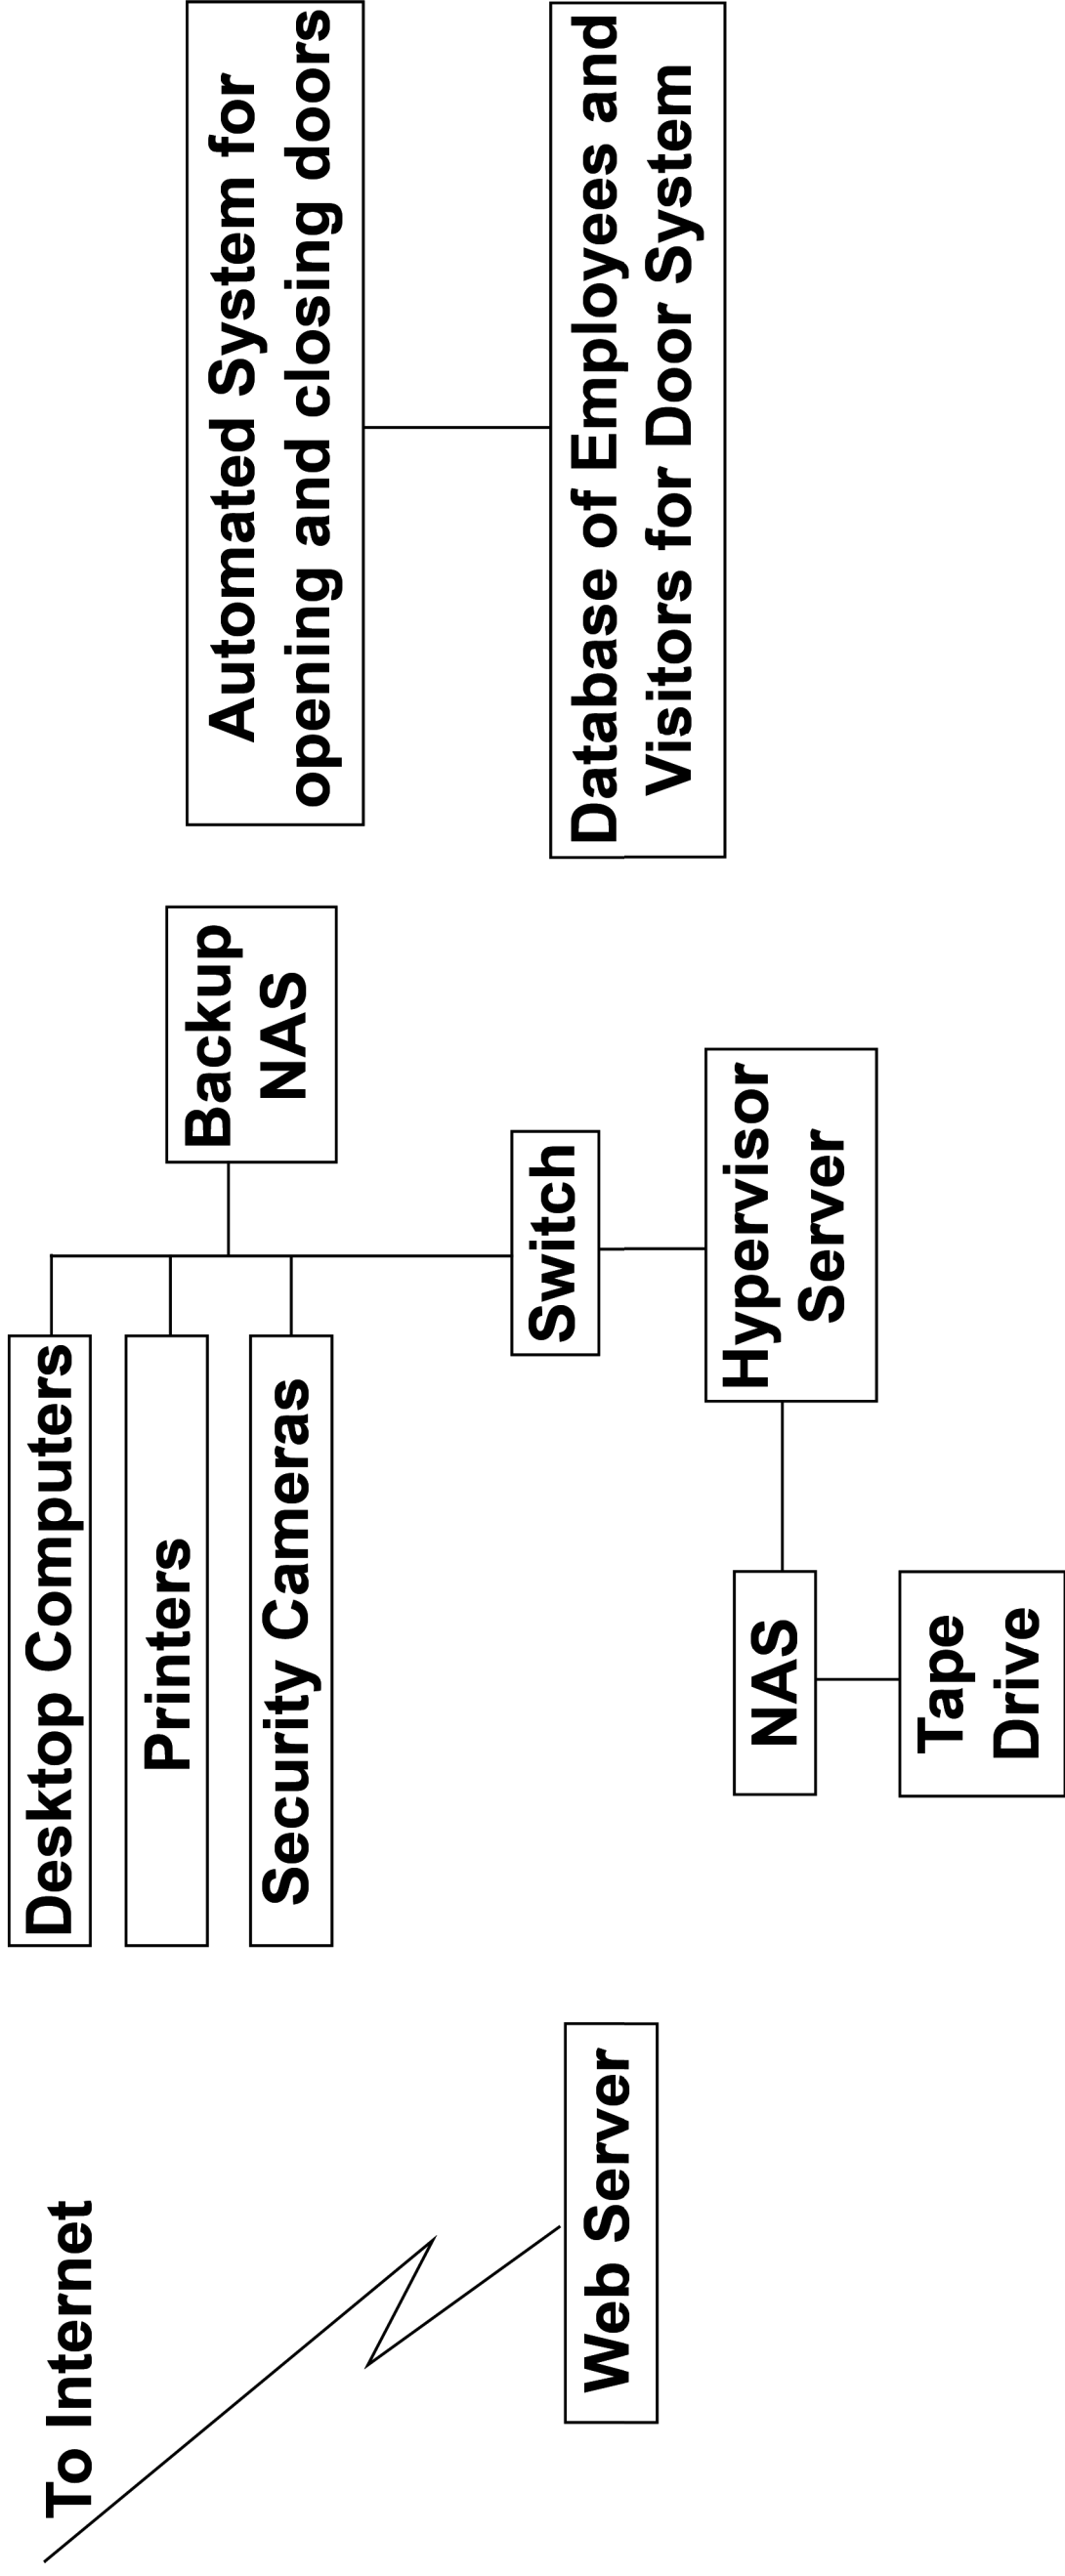 To Internet
Web Server
Desktop Computers
Printers
Security Cameras
Backup
NAS
Switch
Hypervisor
Server
NAS
Tape
Drive
Automated System for
opening and closing doors
Database of Employees and
Visitors for Door System